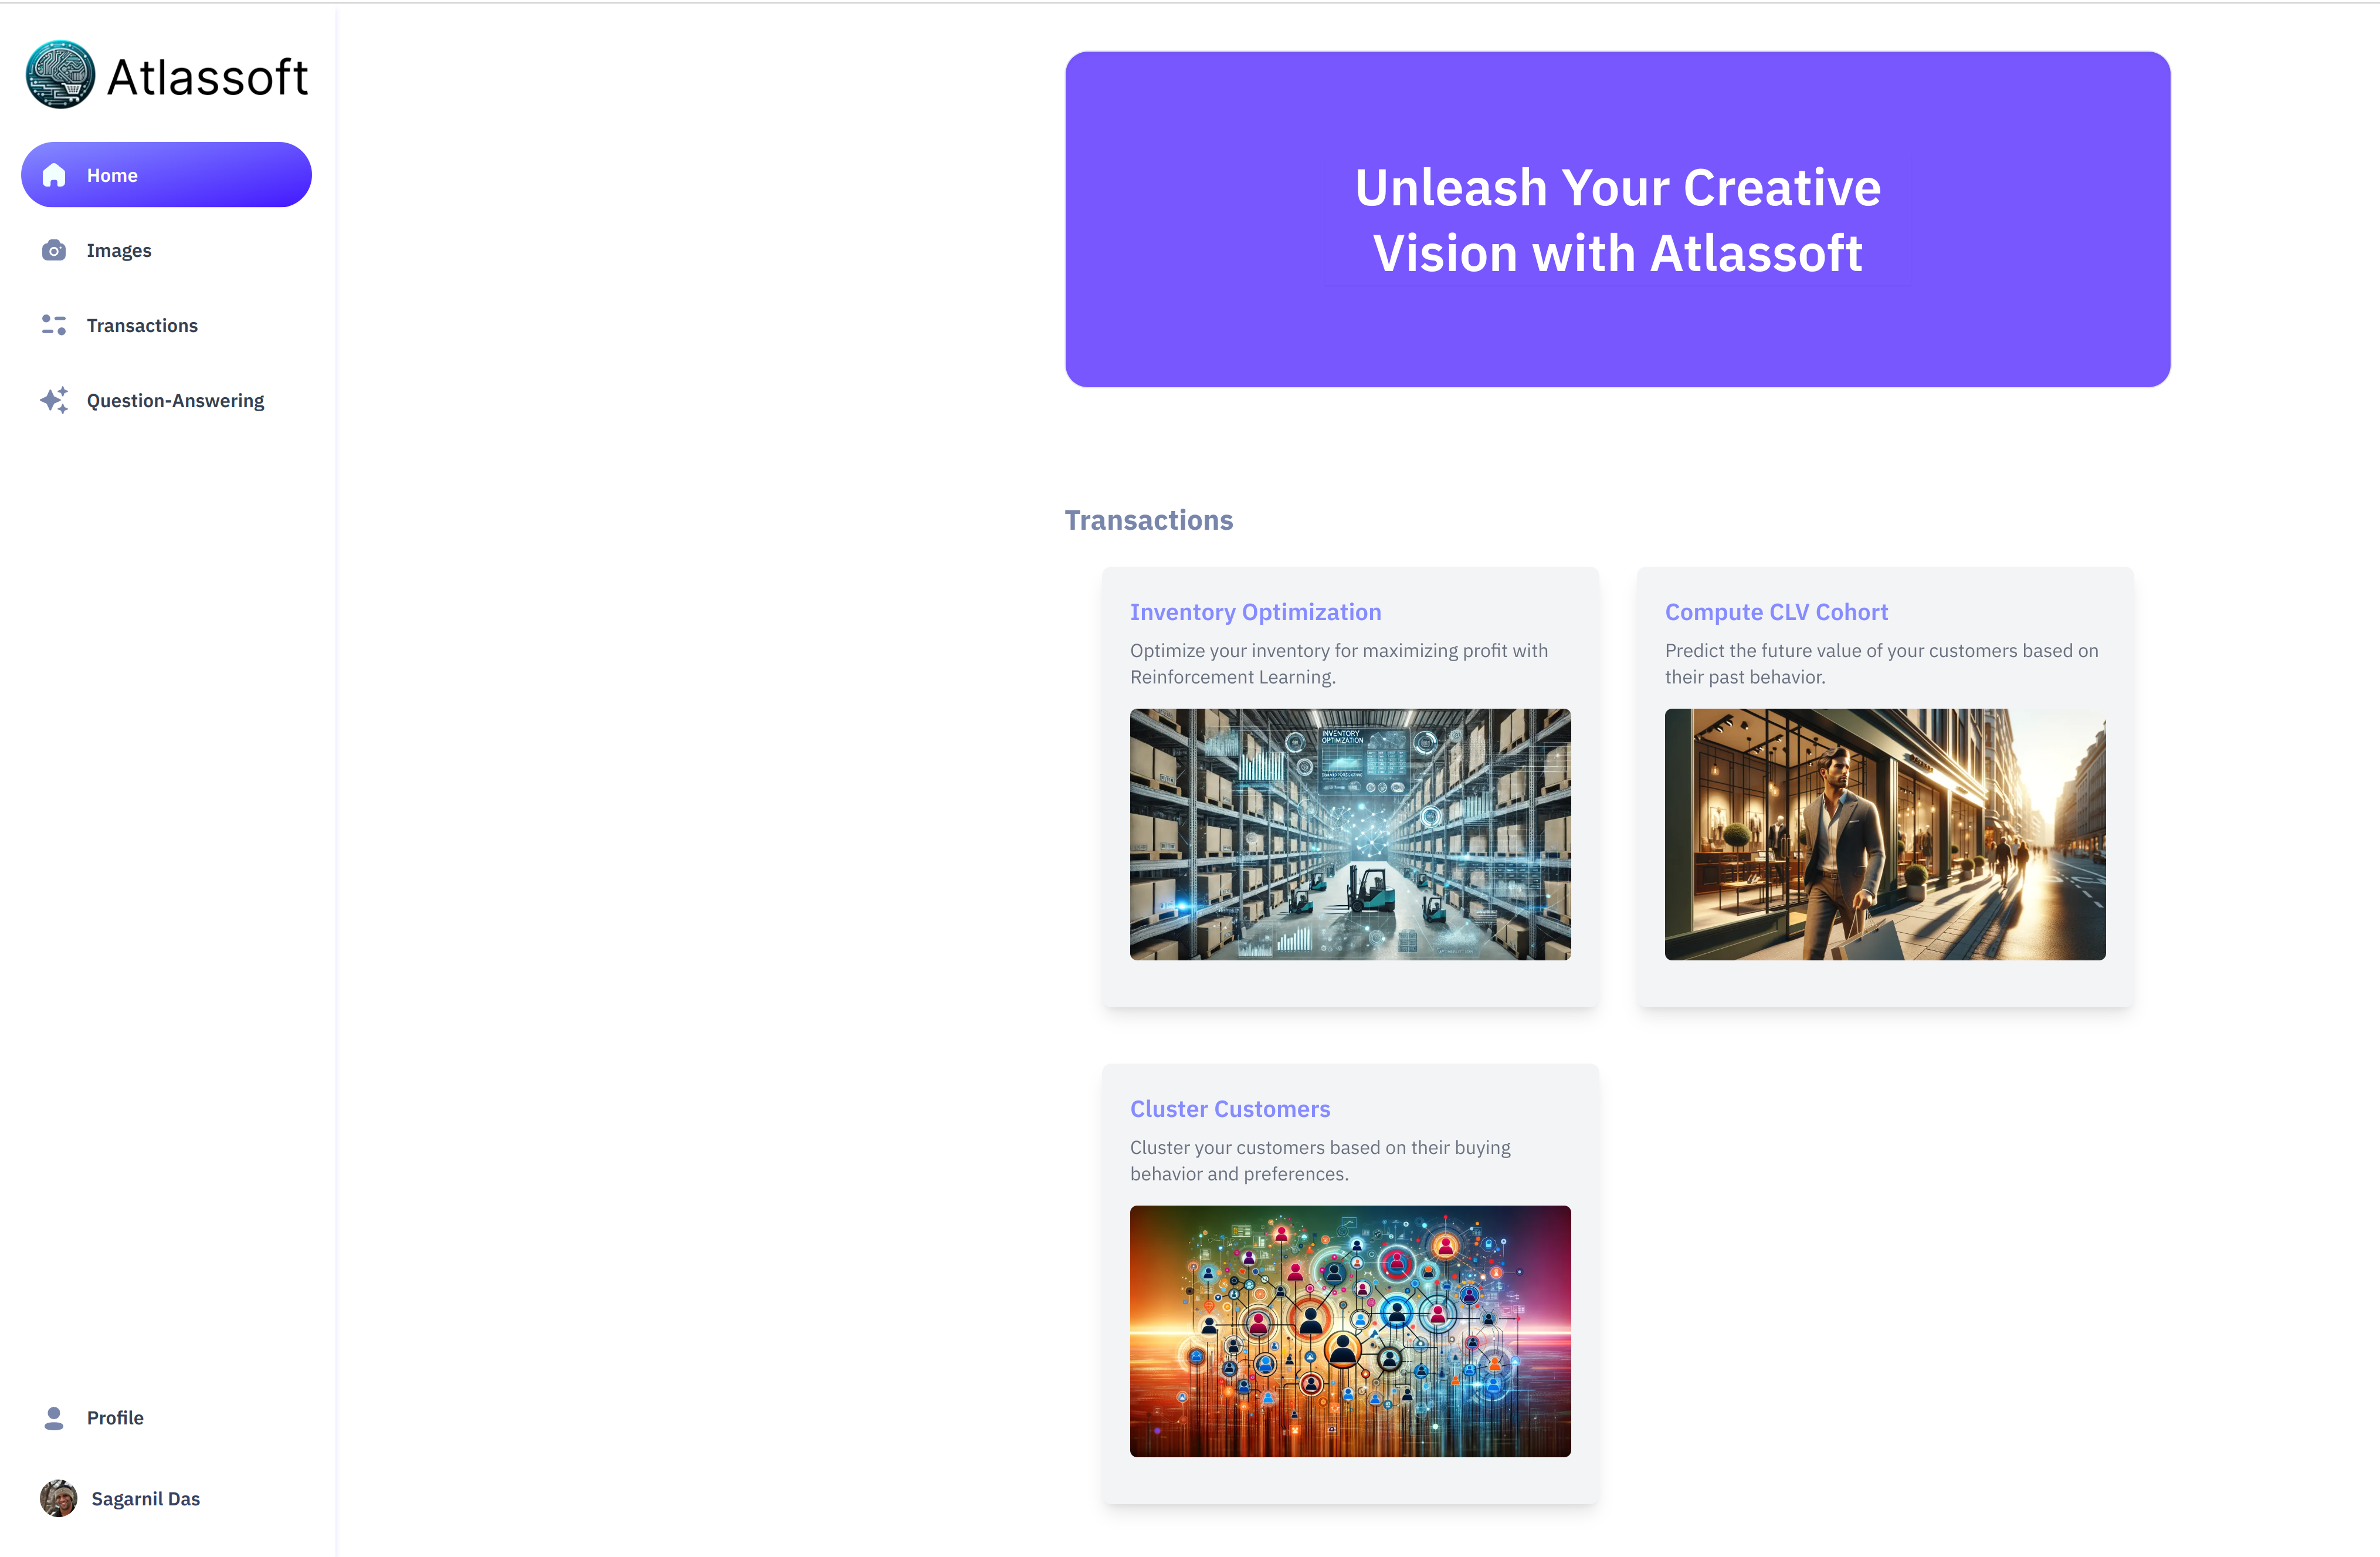 Atlassoft
Home
Images
Transactions
Question-Answering
Profile
Sagarnil Das
Unleash Your Creative
Vision with Atlassoft
Transactions
Inventory Optimization
Optimize your inventory for maximizing profit with
Reinforcement Learning.
INVENTORY
OPTIMIZATION
Compute CLV Cohort
Predict the future value of your customers based on
their past behavior.
Cluster Customers
Cluster your customers based on their buying
behavior and preferences.